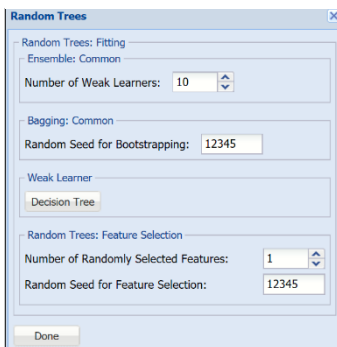 Random Trees
Random Trees: Fitting
Ensemble: Common
Number of Weak Learners: 10
Bagging: Common
Random Seed for Bootstrapping: 12345
Weak Learner
Decision Tree
Random Trees: Feature Selection
Number of Randomly Selected Features: 1
Random Seed for Feature Selection: 12345
Done